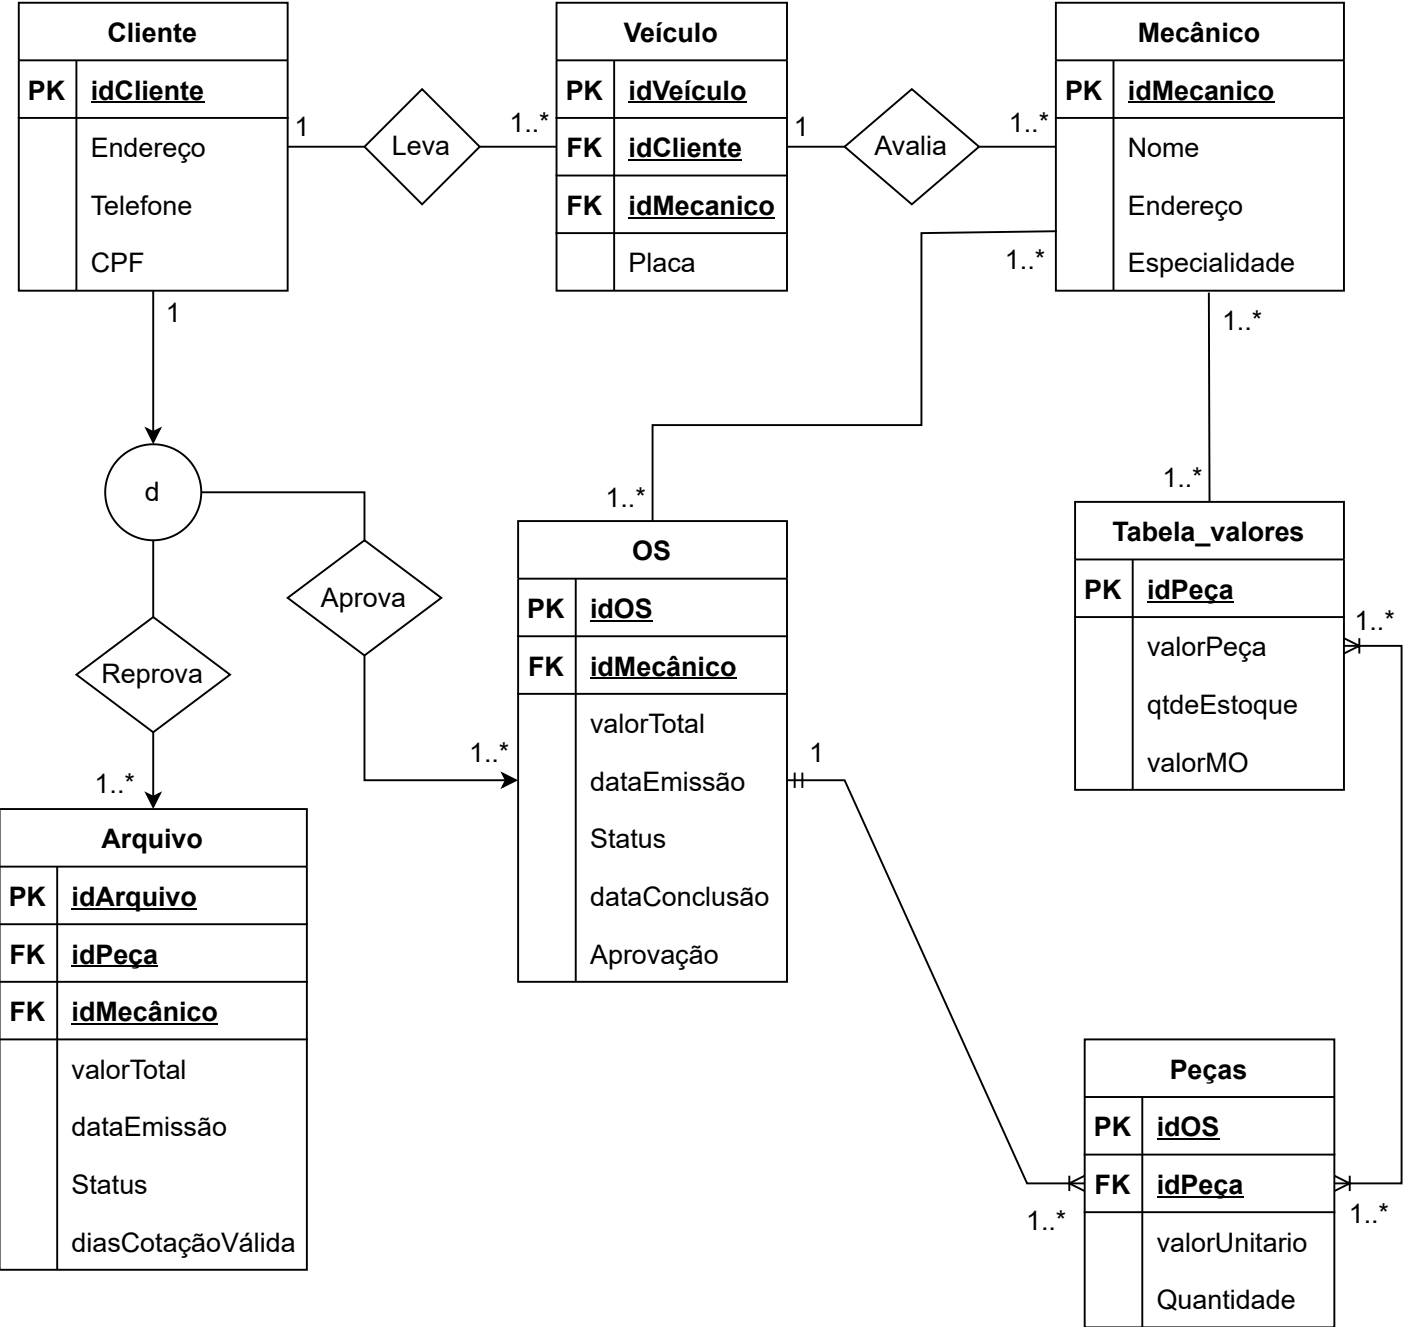 Cliente
PK idCliente
Endereço
Telefone
CPF
1
Leva
1..*
Veículo
PK idVeículo
FK idCliente
FK idMecanico
Placa
1
Avalia
1..*
Mecânico
PK idMecanico
Nome
Endereço
Especialidade
1..*
1..*
1
d
Aprova
Reprova
1..*
1..*
1..*
1..*
OS
PK idOS
FK idMecânico
valorTotal
dataEmissão
Status
dataConclusão
Aprovação
1
Tabela_valores
PK idPeça
valorPeça
qtdeEstoque
valorMO
1..*
Arquivo
PK idArquivo
FK idPeça
FK idMecânico
valorTotal
dataEmissão
Status
diasCotaçãoVálida
Peças
PK idOS
FK idPeça
valorUnitario
Quantidade
1..*
1..*